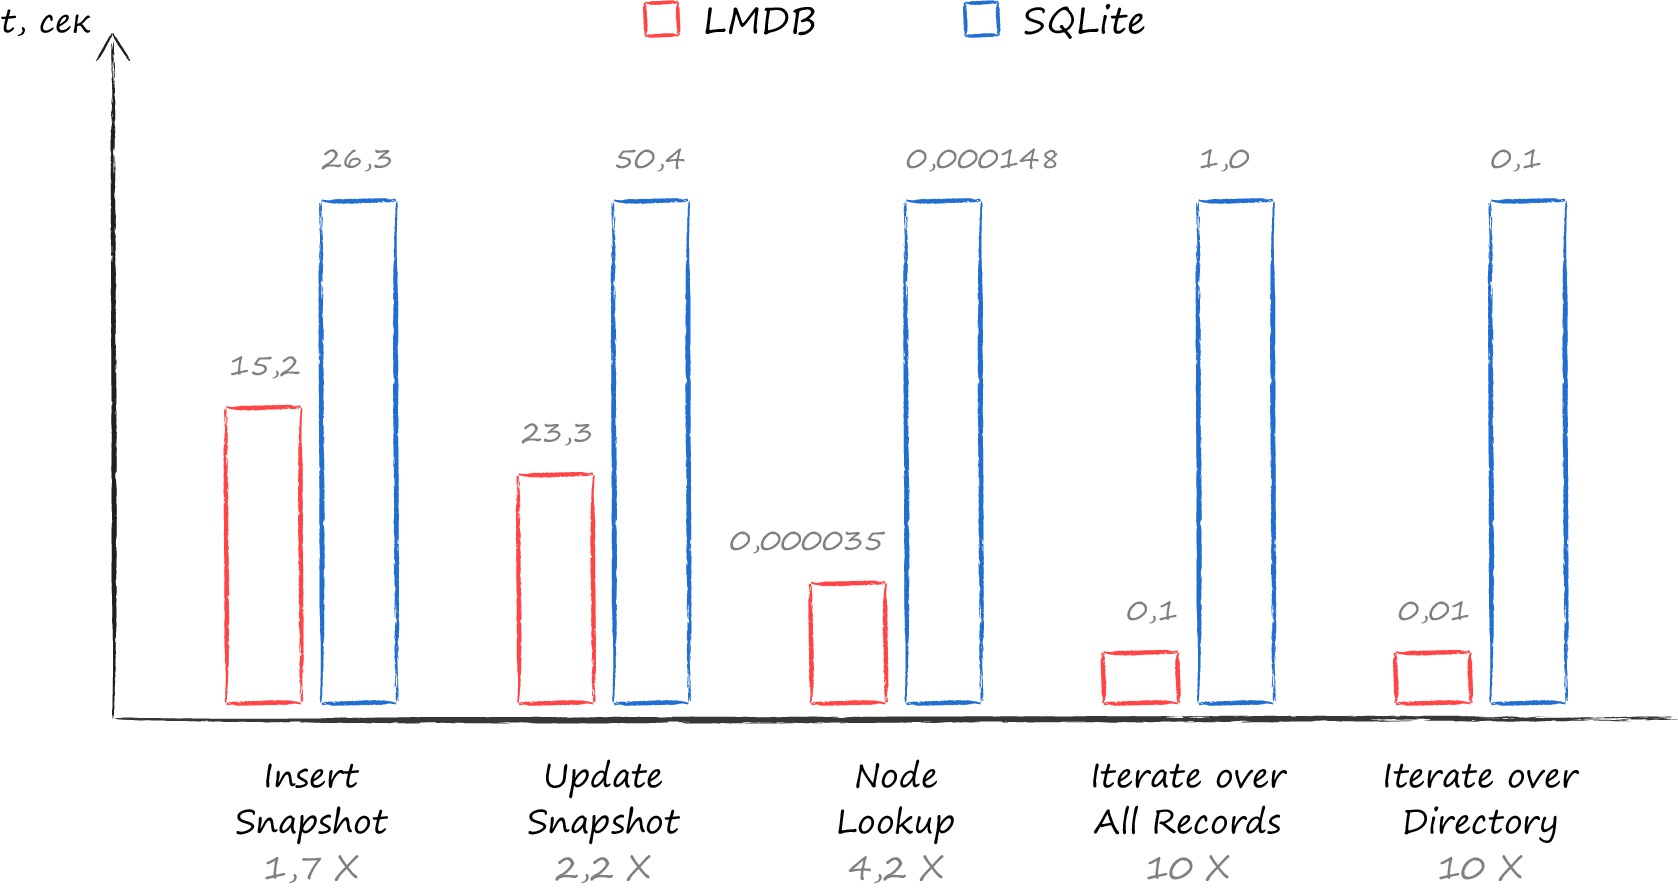 t, сек
LMDB
SQLite
26,3
50,4
0,000148
1,0
0,1
15,2
23,3
0,000035
0,1
0,01
Insert
Snapshot
1,7 X
Update
Snapshot
2,2 X
Node
Lookup
4,2 X
Iterate over
All Records
10 X
Iterate over
Directory
10 X